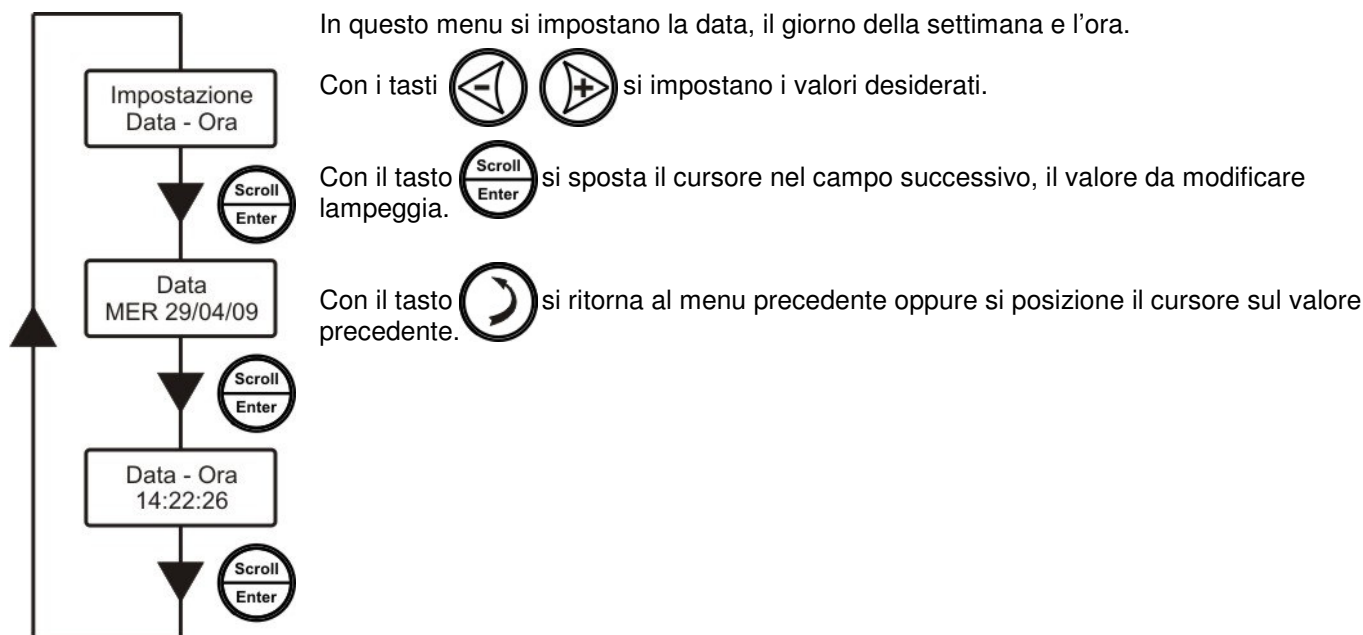 In questo menu si impostano la data, il giorno della settimana e l'ora.
Con i tasti - + si impostano i valori desiderati.
Con il tasto Scroll Enter si sposta il cursore nel campo successivo, il valore da modificare
lampeggia.
Con il tasto si ritorna al menu precedente oppure si posizione il cursore sul valore
precedente.
Impostazione
Data - Ora
Scroll
Enter
Data
MER 29/04/09
Scroll
Enter
Data - Ora
14:22:26
Scroll
Enter